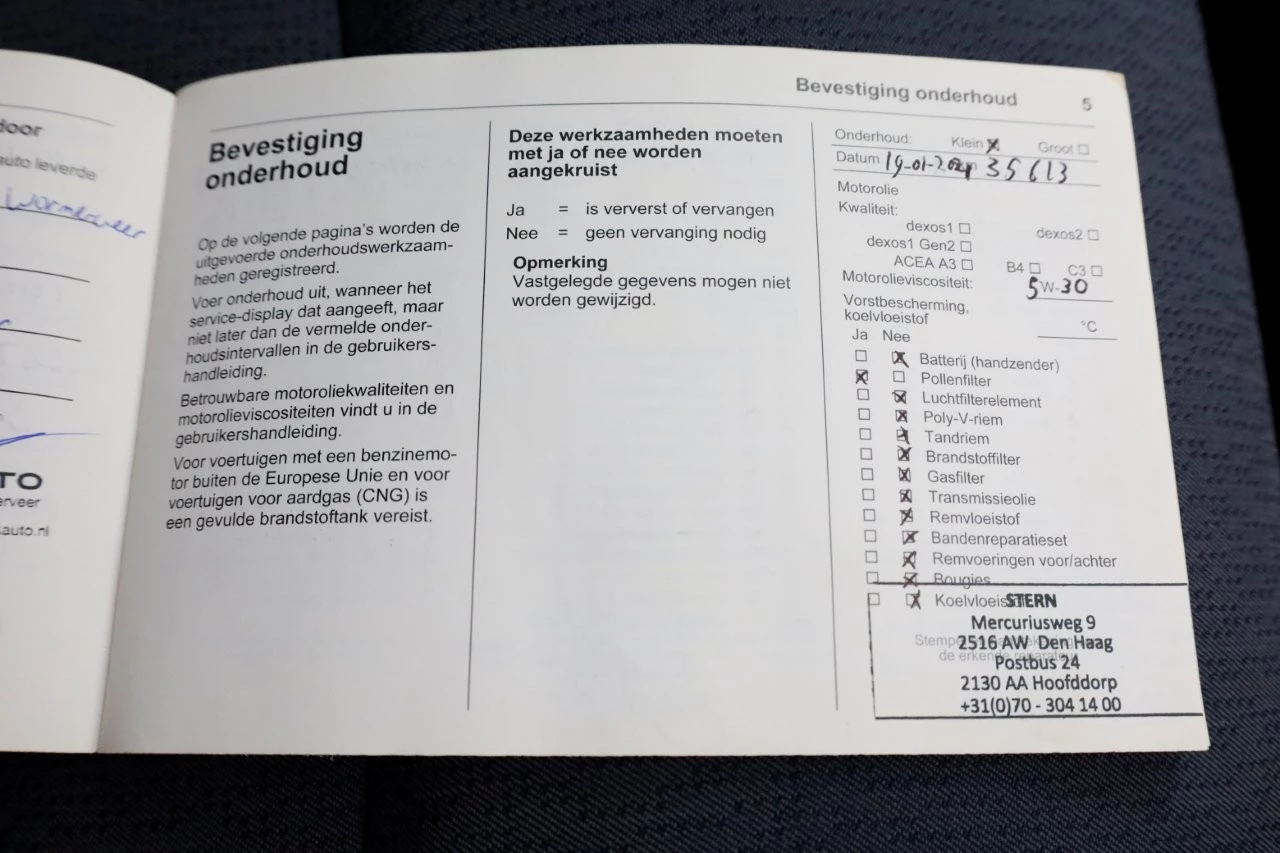 door
auto leverde
Wormerveer
TO
erveer
auto.nl
Bevestiging onderhoud 5
Bevestiging
onderhoud
Op de volgende pagina's worden de
uitgevoerde onderhoudswerkzaam-
heden geregistreerd.
Voer onderhoud uit, wanneer het
service-display dat aangeeft, maar
niet later dan de vermelde onder-
houdsintervallen in de gebruikers-
handleiding.
Betrouwbare motoroliekwaliteiten en
motorolieviscositeiten vindt u in de
gebruikershandleiding.
Voor voertuigen met een benzinemo-
tor buiten de Europese Unie en voor
voertuigen voor aardgas (CNG) is
een gevulde brandstoftank vereist.
Deze werkzaamheden moeten
met ja of nee worden
aangekruist
Ja = is ververst of vervangen
Nee = geen vervanging nodig
Opmerking
Vastgelegde gegevens mogen niet
worden gewijzigd.
Onderhoud: Klein Groot
Datum 19-01- 35613
Motorolie
Kwaliteit:
dexos1 dexos2
dexos1 Gen2
ACEA A3 B4 C3
Motorolieviscositeit: 5W-30
Vorstbescherming,
koelvloeistof °C
Ja Nee
Batterij (handzender)
Pollenfilter
Luchtfilterelement
Poly-V-riem
Tandriem
Brandstoffilter
Gasfilter
Transmissieolie
Remvloeistof
Bandenreparatieset
Remvoeringen voor/achter
Bougies
Koelvloeistof
STERN
Mercuriusweg 9
2516 AW Den Haag
Postbus 24
2130 AA Hoofddorp
+31(0)70 - 304 14 00